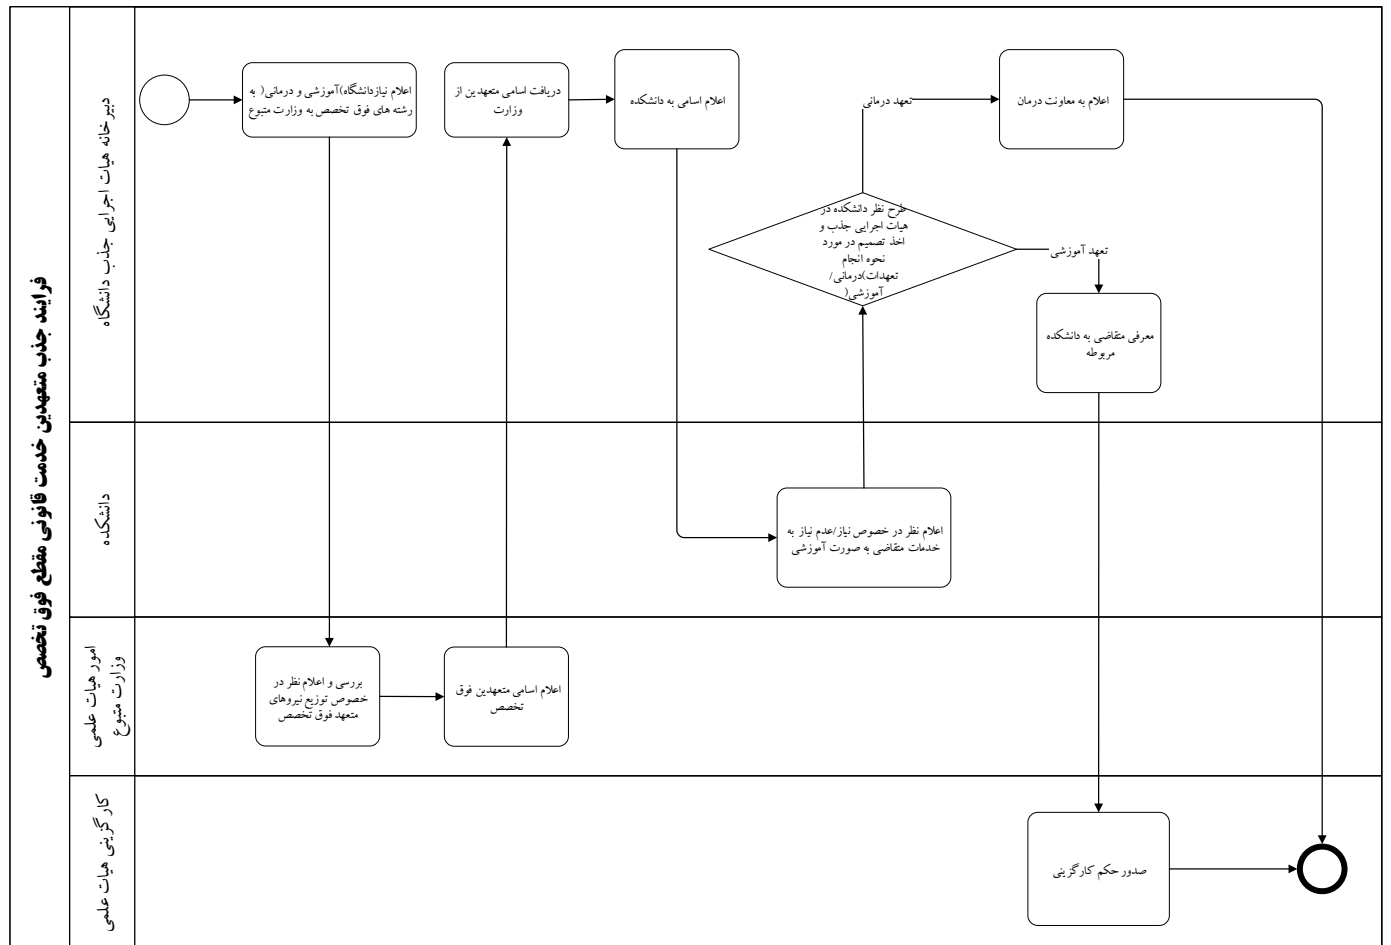 فرایند جذب متعهدین خدمت قانونی مقطع فوق تخصص
دبیرخانه هیات اجرایی جذب دانشگاه
اعلام نیازدانشگاه)آموزشی و درمانی( به
رشته های فوق تخصص به وزارت متبوع
دریافت اسامی متعهدین از
وزارت
اعلام اسامی به دانشکده
تعهد درمانی
اعلام به معاونت درمان
طرح نظر دانشکده در
هیات اجرایی جذب و
اخذ تصمیم در مورد
نحوه انجام
تعهدات)درمانی/
آموزشی(
تعهد آموزشی
معرفی متقاضی به دانشکده
مربوطه
دانشکده
اعلام نظر در خصوص نیاز/عدم نیاز به
خدمات متقاضی به صورت آموزشی
امور هیات علمی
وزارت متبوع
بررسی و اعلام نظر در
خصوص توزیع نیروهای
متعهد فوق تخصص
اعلام اسامی متعهدین فوق
تخصص
کارگزینی هیات علمی
صدور حکم کارگزینی